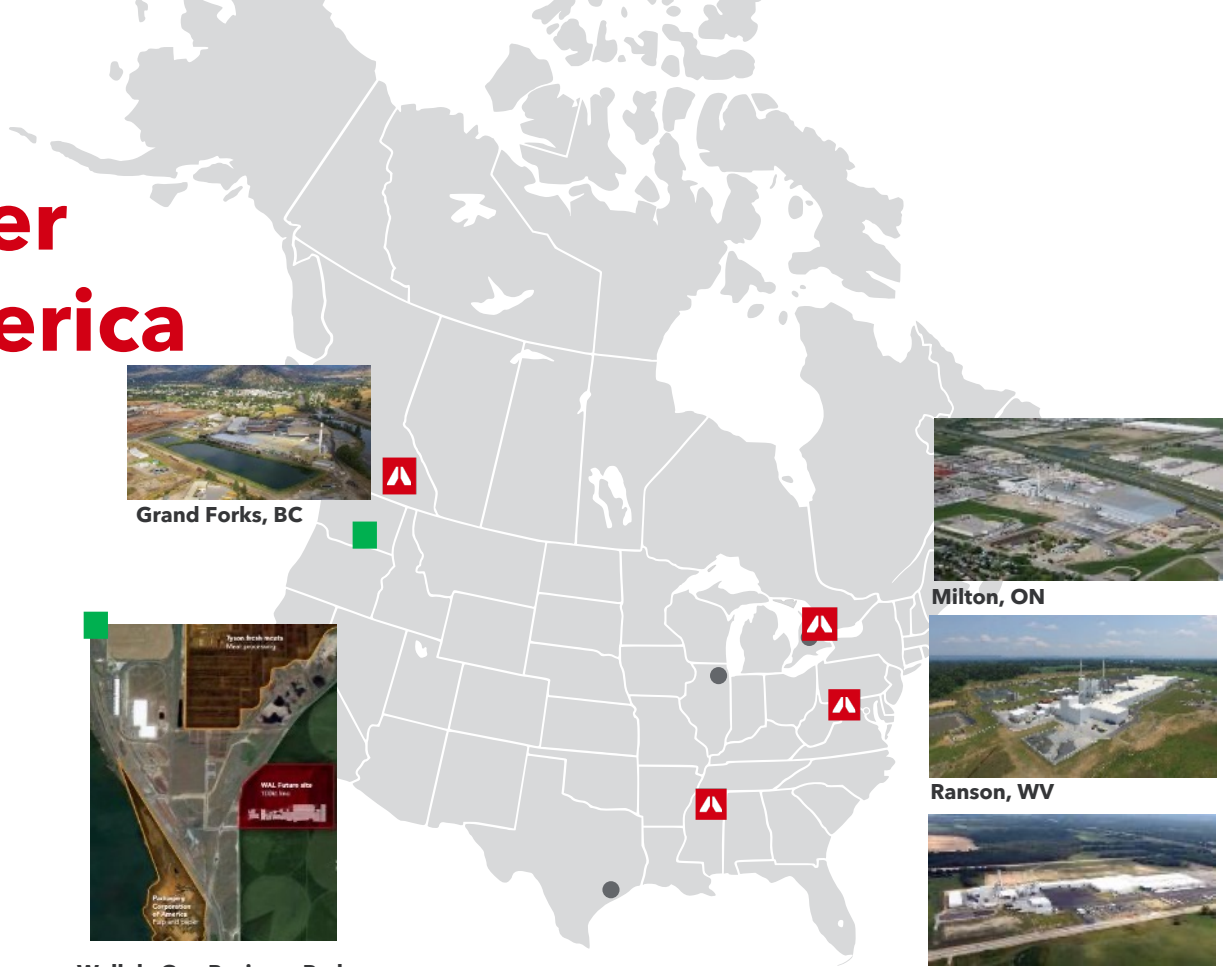 er
erica
Grand Forks, BC
Milton, ON
Ranson, WV
Tyson fresh meats
Meat processing
WAL Future site
Packaging
Corporation
of America
Pulp and paper